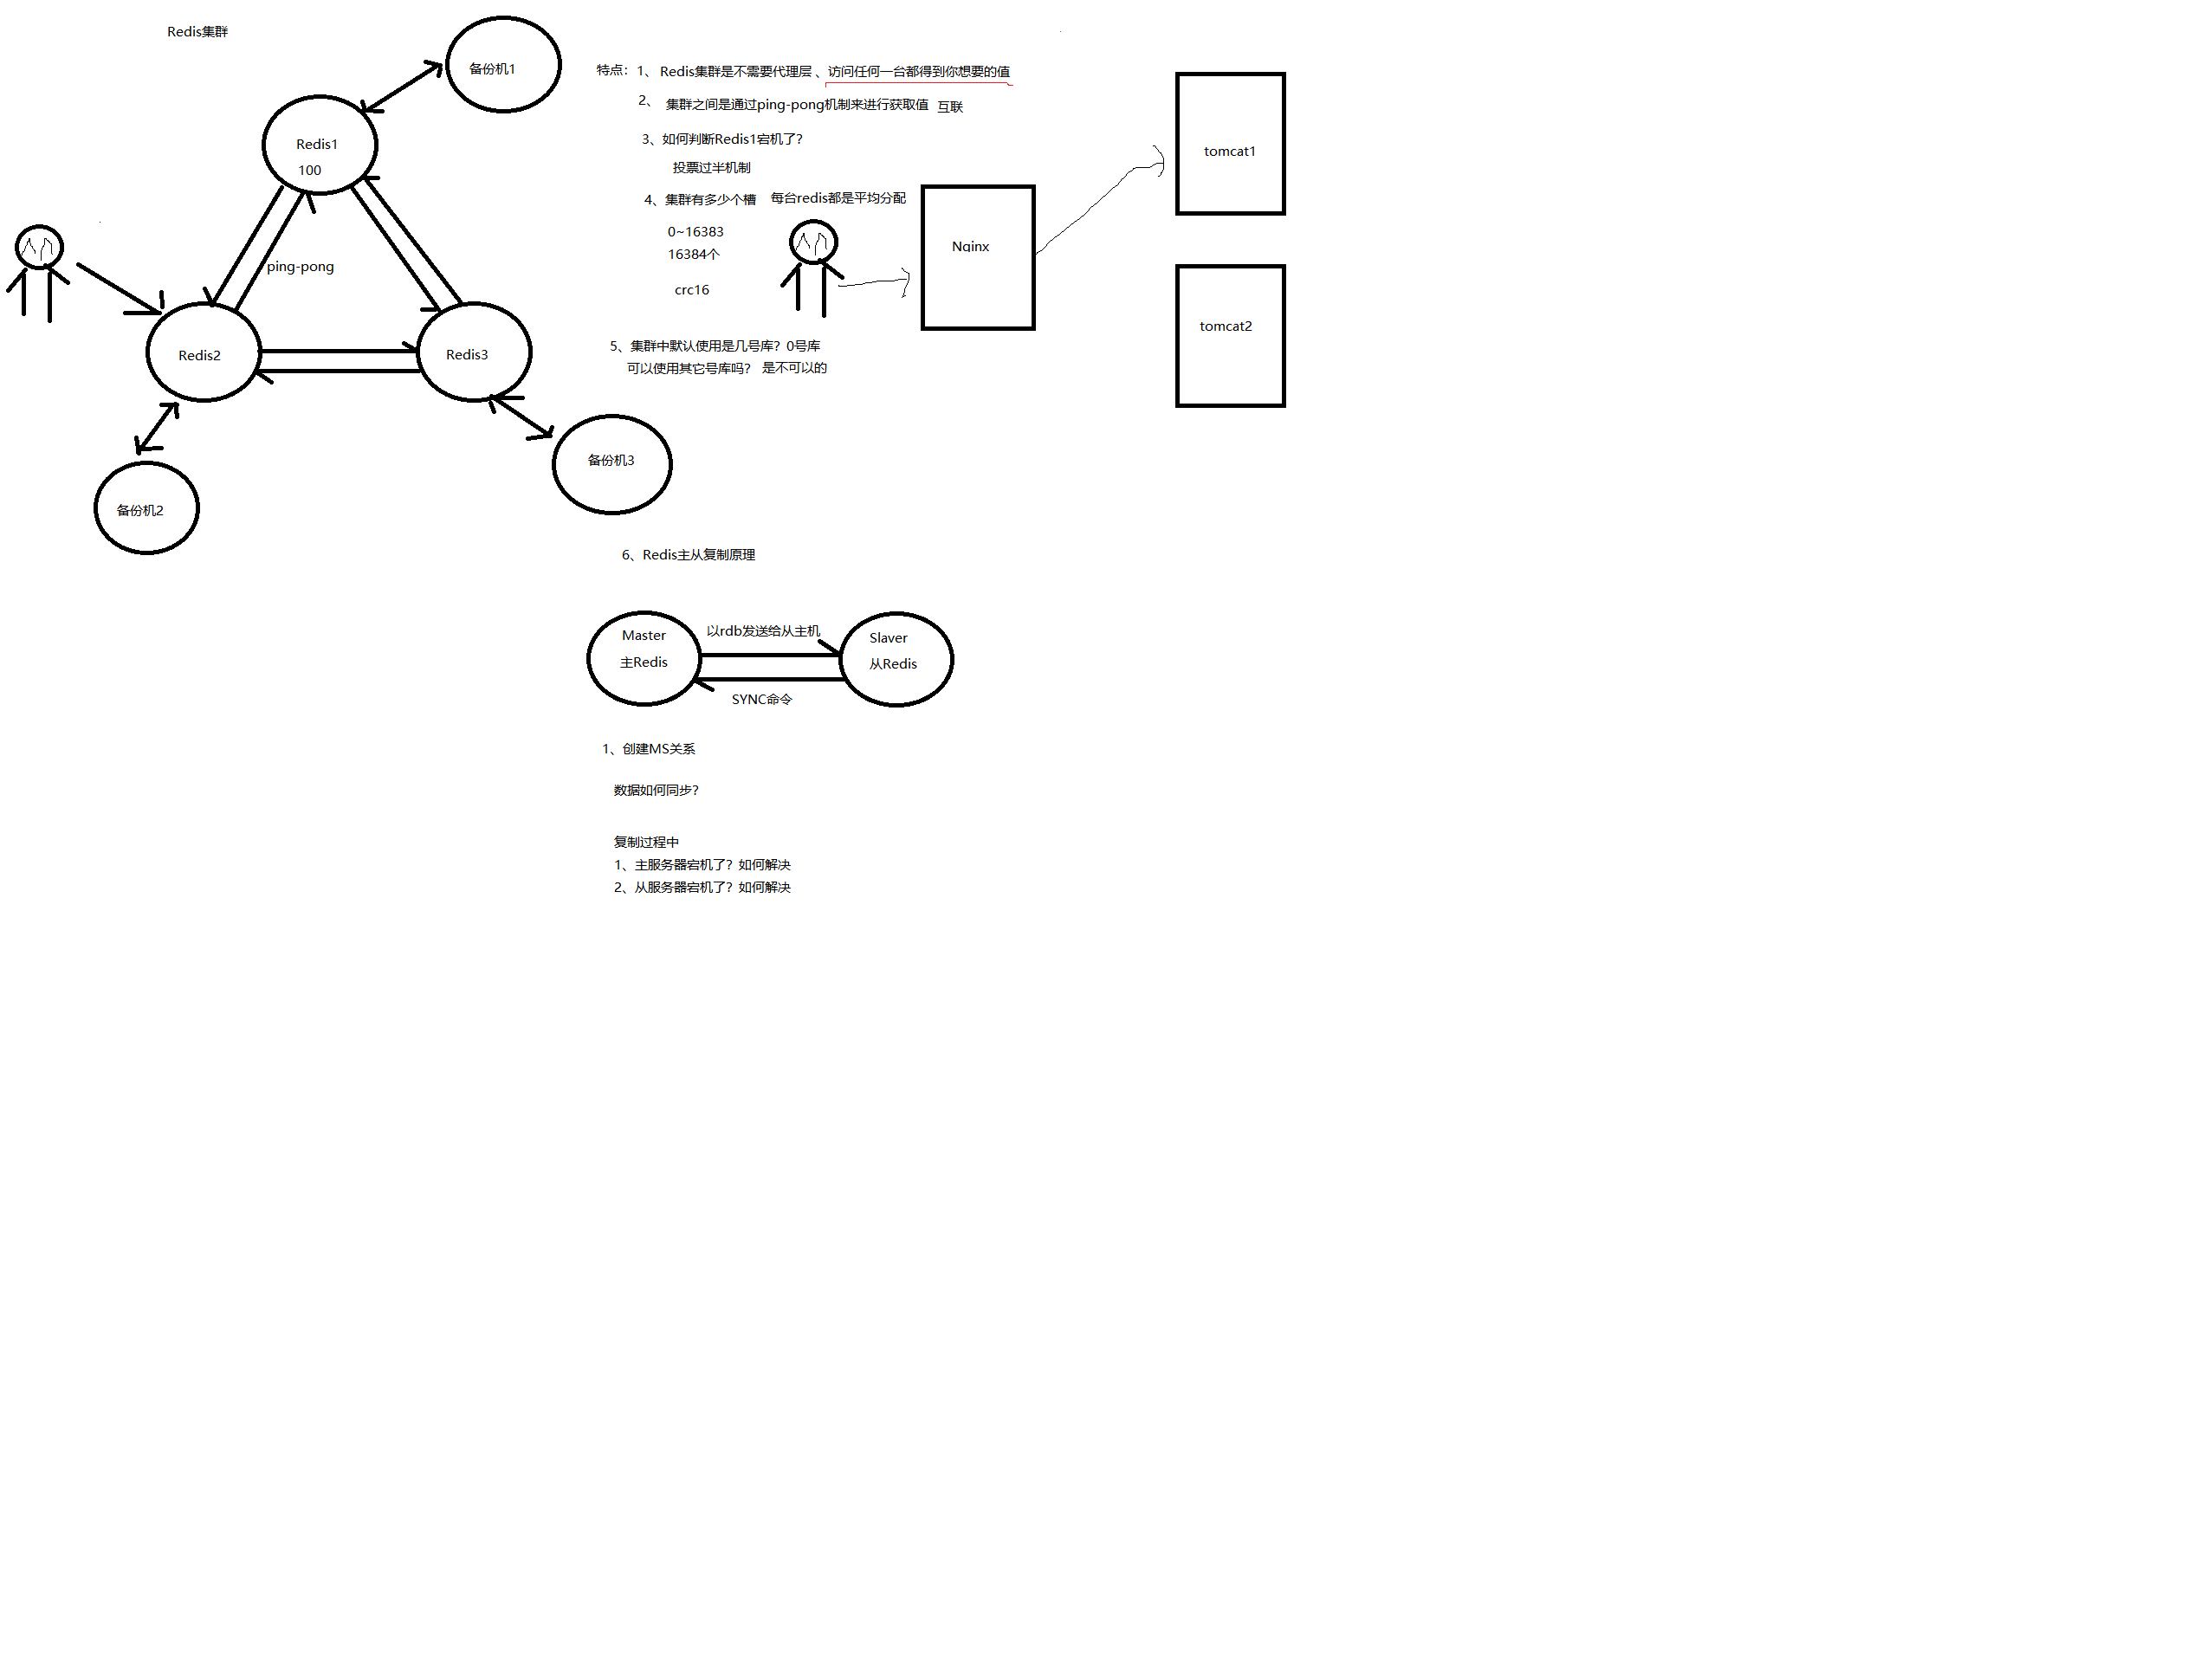 Redis集群
备份机1
Redis1
100
ping-pong
Redis2
Redis3
备份机2
备份机3
特点：1、 Redis集群是不需要代理层 、访问任何一台都得到你想要的值
2、 集群之间是通过ping-pong机制来进行获取值 互联
3、如何判断Redis1宕机了？
投票过半机制
4、集群有多少个槽 每台redis都是平均分配
0~16383
16384个
crc16
Nginx
tomcat1
tomcat2
5、集群中默认使用是几号库？0号库
可以使用其它号库吗？ 是不可以的
6、Redis主从复制原理
Master
主Redis
以rdb发送给从主机
Slaver
从Redis
SYNC命令
1、创建MS关系
数据如何同步？
复制过程中
1、主服务器宕机了？如何解决
2、从服务器宕机了？如何解决